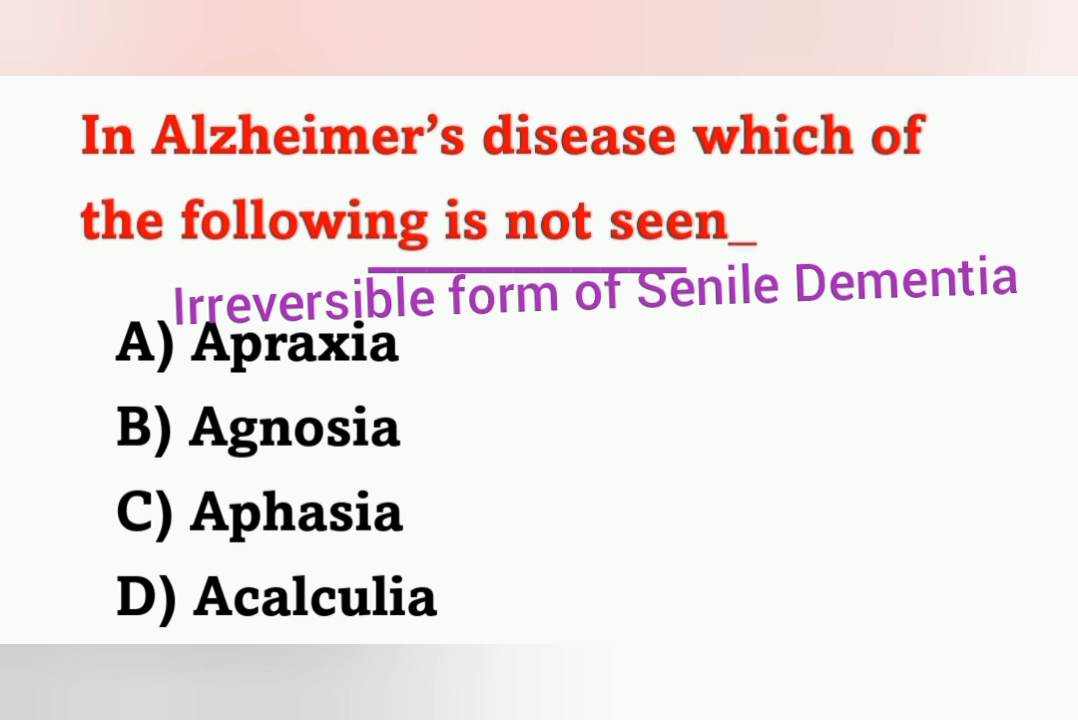 In Alzheimer’s disease which of
the following is not seen_
Irreversible form of Senile Dementia
A) Apraxia
B) Agnosia
C) Aphasia
D) Acalculia